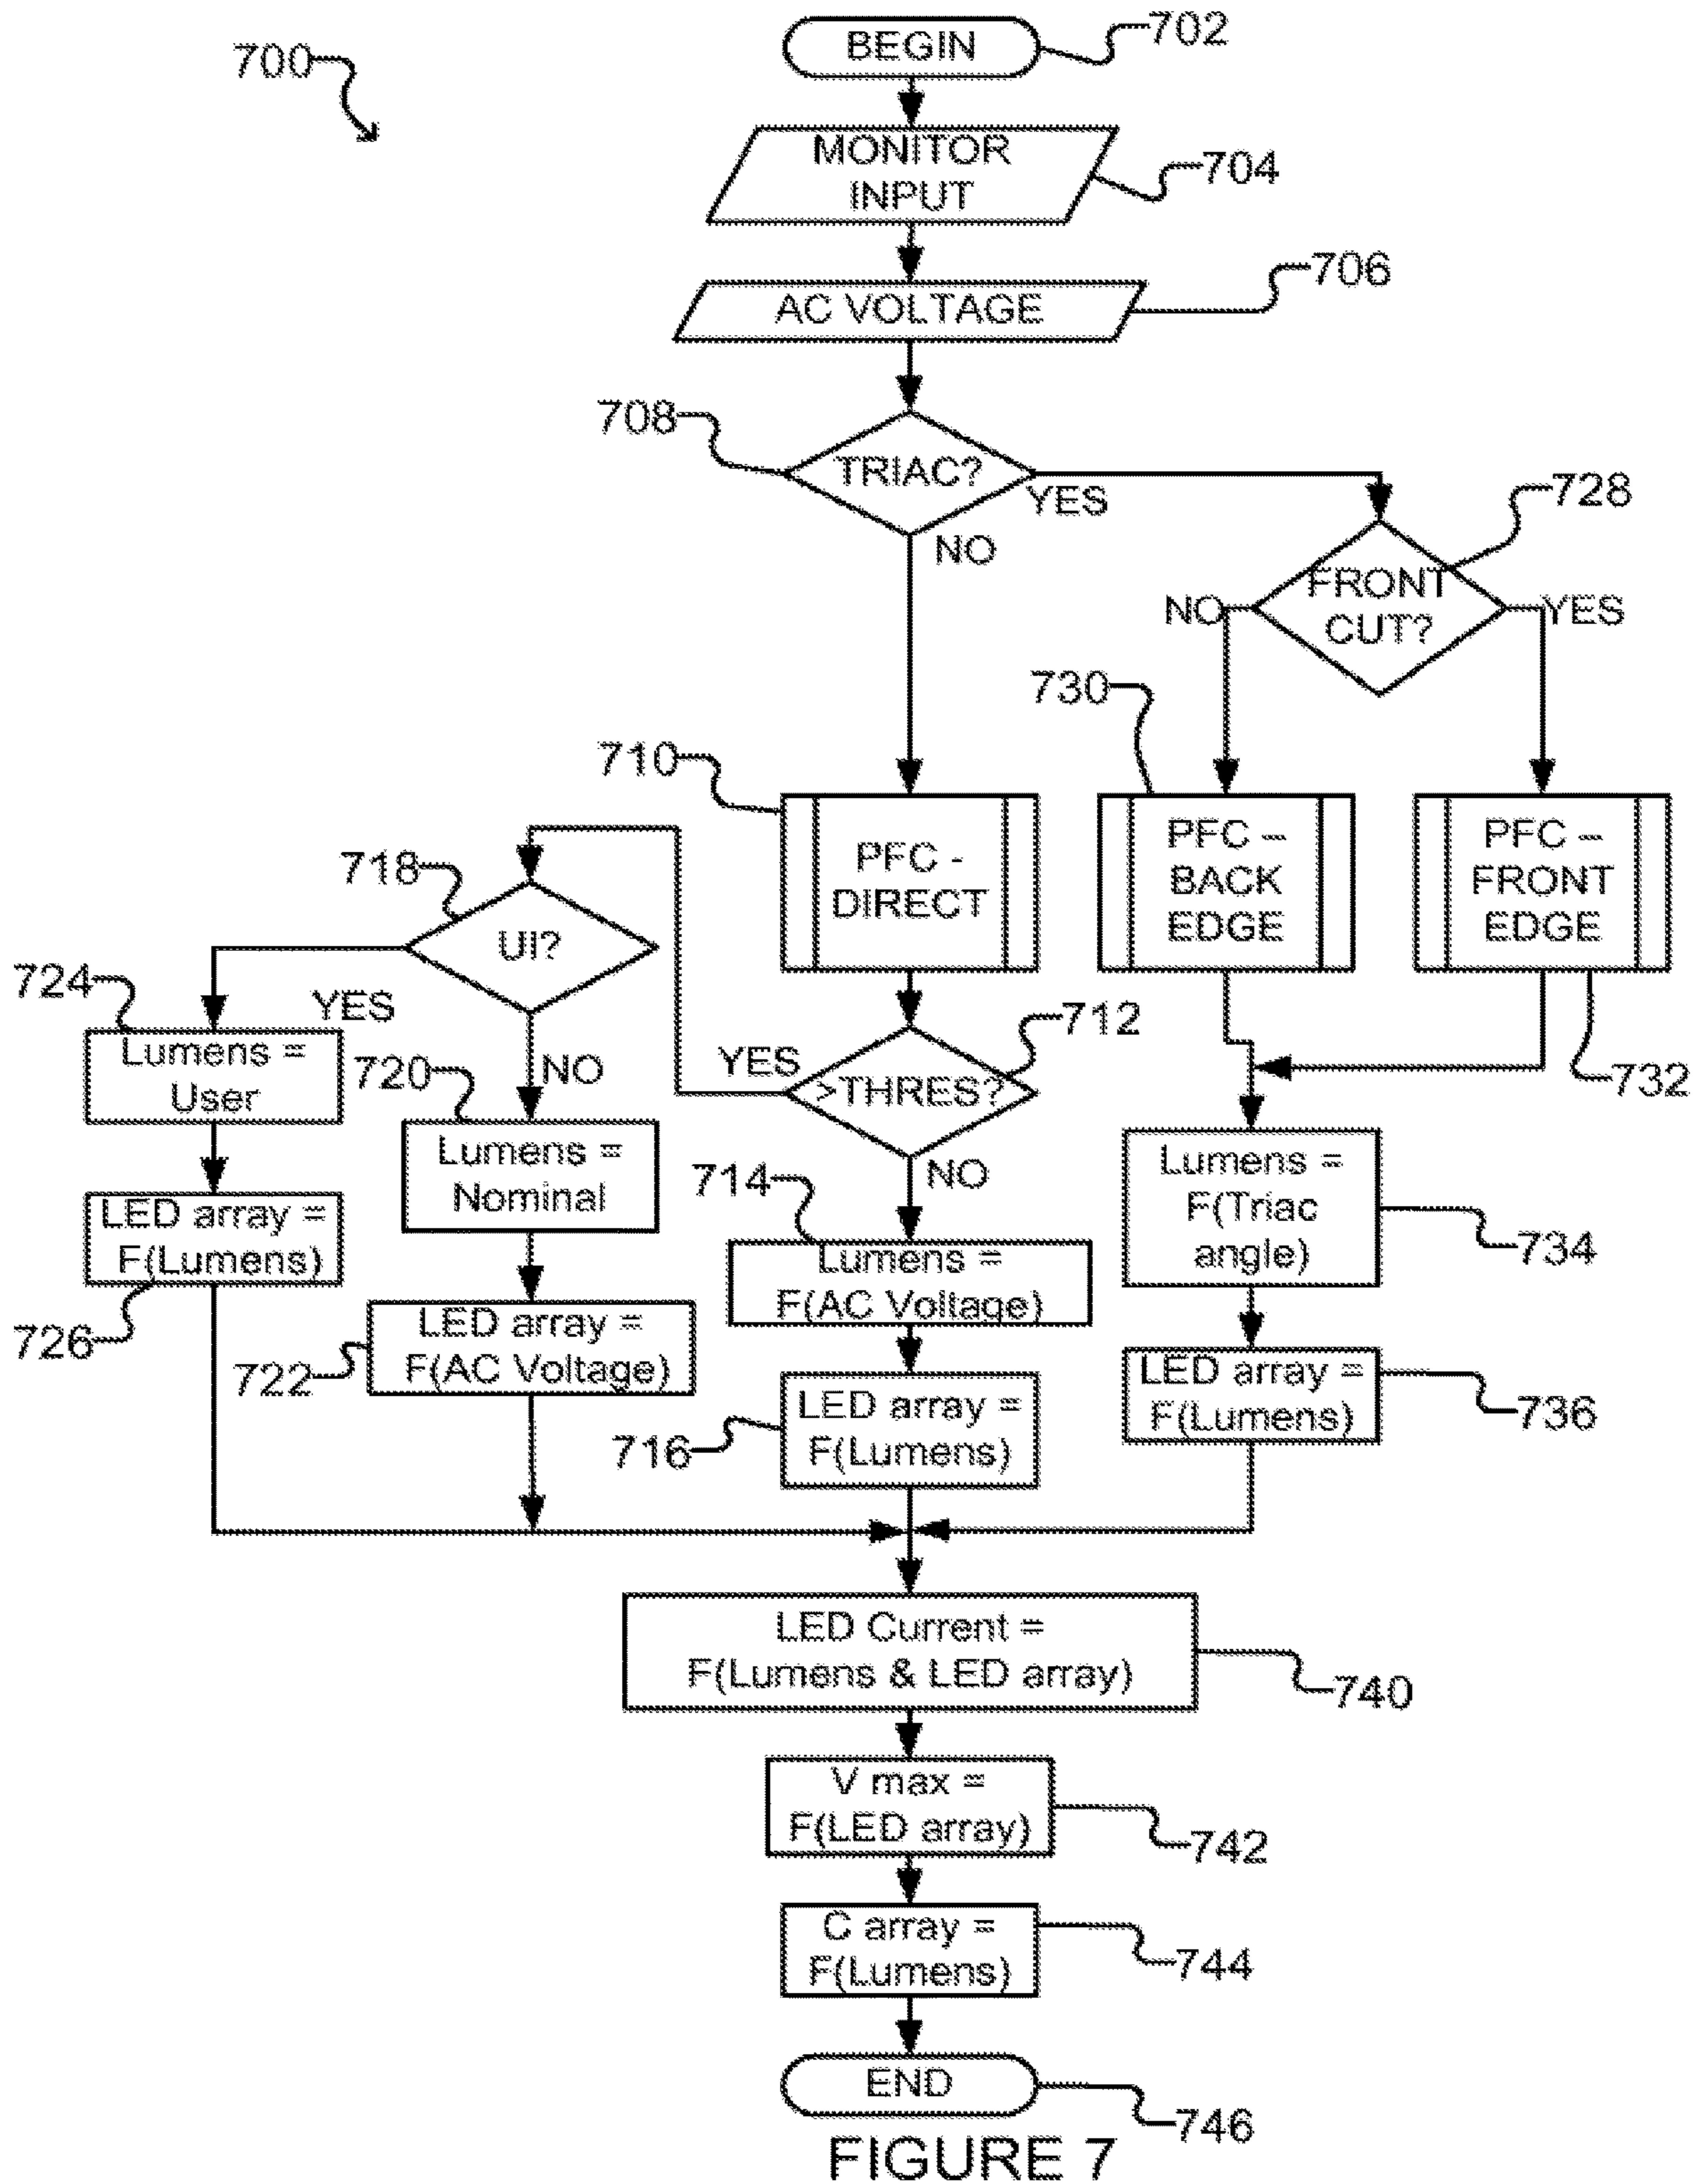 BEGIN
702
700
MONITOR
INPUT
704
AC VOLTAGE
706
708
TRIAC?
YES
NO
728
FRONT
CUT?
NO
YES
730
710
PFC -
DIRECT
PFC –
BACK
EDGE
PFC –
FRONT
EDGE
732
718
UI?
YES
NO
724
Lumens =
User
LED array =
F(Lumens)
726
720
Lumens =
Nominal
LED array =
F(AC Voltage)
722
712
>THRES?
YES
NO
714
Lumens =
F(AC Voltage)
LED array =
F(Lumens)
716
Lumens =
F(Triac
angle)
734
LED array =
F(Lumens)
736
LED Current =
F(Lumens & LED array)
740
V max =
F(LED array)
742
C array =
F(Lumens)
744
END
746
FIGURE 7